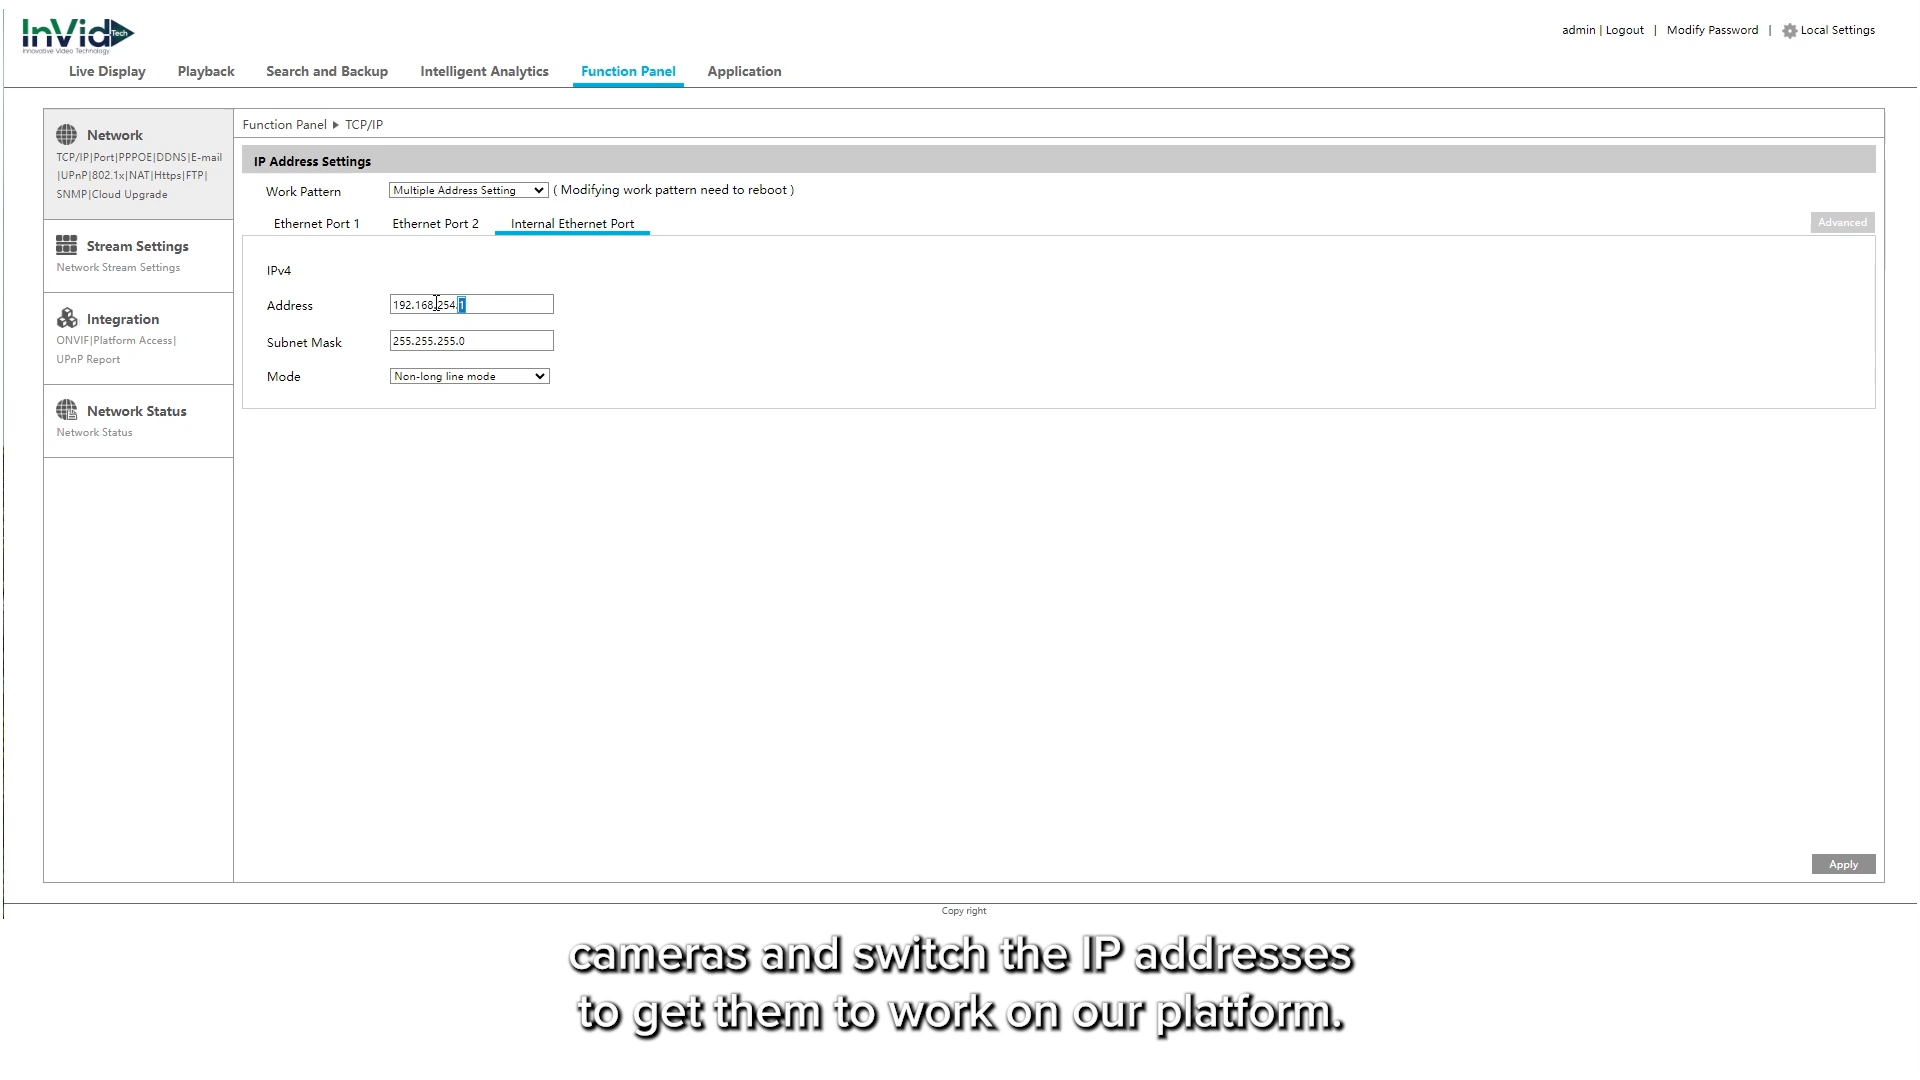 InVid Tech
Innovative Video Technology
admin | Logout | Modify Password | Local Settings
Live Display Playback Search and Backup Intelligent Analytics Function Panel Application
Network
TCP/IP|Port|PPPOE|DDNS|E-mail
|UPnP|802.1x|NAT|Https|FTP|
SNMP|Cloud Upgrade
Stream Settings
Network Stream Settings
Integration
ONVIF|Platform Access|
UPnP Report
Network Status
Network Status
Function Panel ▶ TCP/IP
IP Address Settings
Work Pattern Multiple Address Setting ( Modifying work pattern need to reboot )
Ethernet Port 1 Ethernet Port 2 Internal Ethernet Port Advanced
IPv4
Address 192.168.254.1
Subnet Mask 255.255.255.0
Mode Non-long line mode
Apply
Copy right
cameras and switch the IP addresses
to get them to work on our platform.